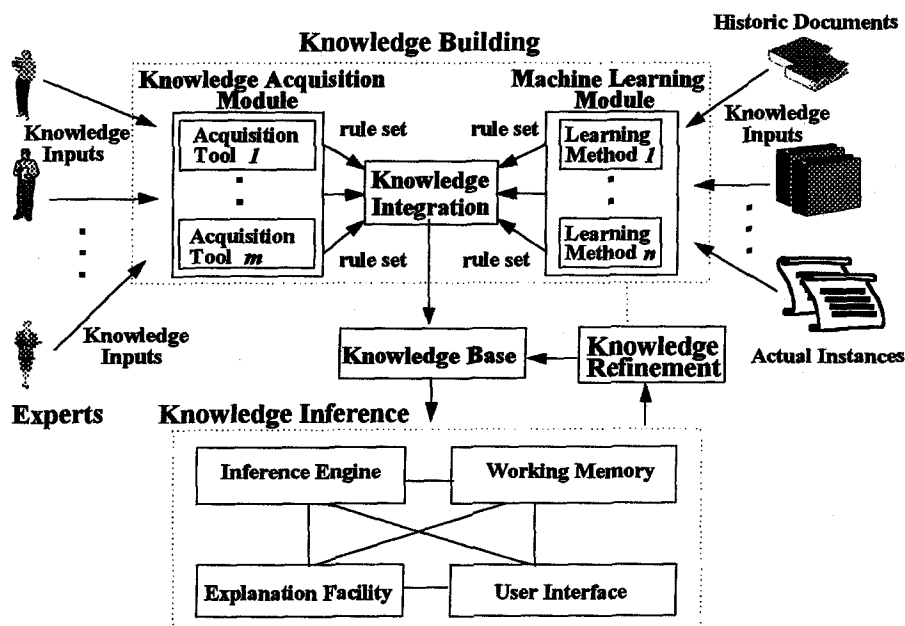 Historic Documents
Knowledge Building
Knowledge Acquisition
Module
Machine Learning
Module
Knowledge
Inputs
Acquisition
Tool 1
rule set
rule set
Learning
Method 1
Knowledge
Inputs
Knowledge
Integration
Acquisition
Tool m
rule set
rule set
Learning
Method n
Knowledge
Inputs
Knowledge Base
Knowledge
Refinement
Actual Instances
Experts
Knowledge Inference
Inference Engine
Working Memory
Explanation Facility
User Interface